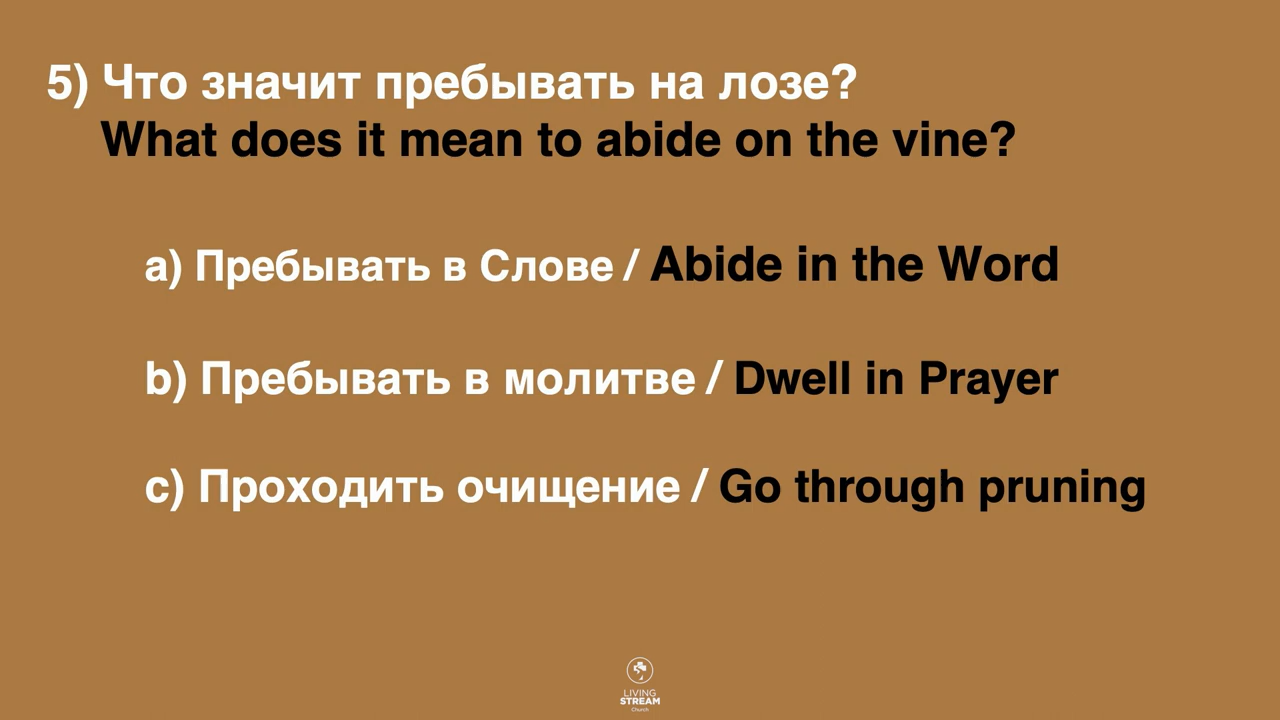 5) Что значит пребывать на лозе?
What does it mean to abide on the vine?
a) Пребывать в Слове / Abide in the Word
b) Пребывать в молитве / Dwell in Prayer
c) Проходить очищение / Go through pruning
LIVING
STREAM
Church